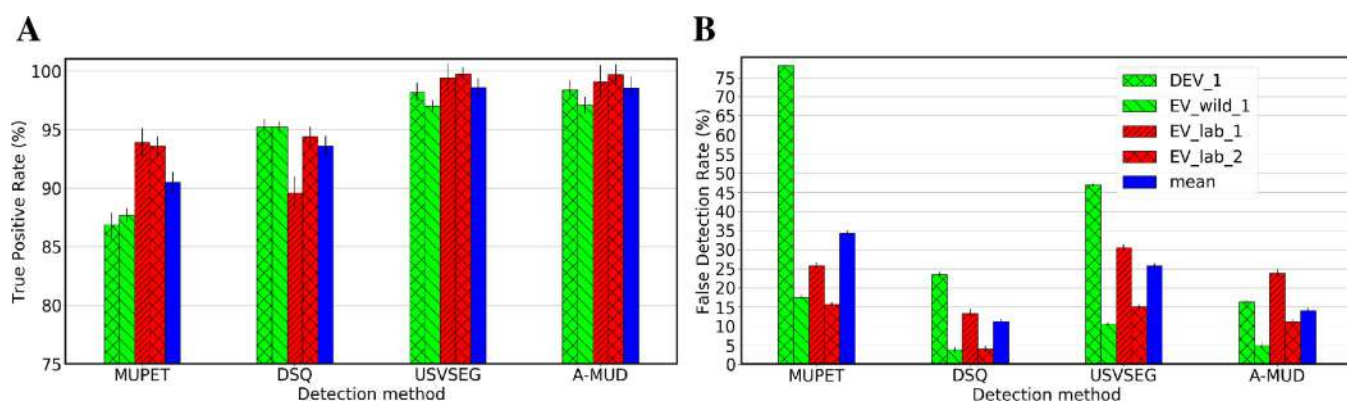 A
True Positive Rate (%)
100
95
90
85
80
75
MUPET DSQ USVSEG A-MUD
Detection method
B
False Detection Rate (%)
75
70
65
60
55
50
45
40
35
30
25
20
15
10
5
0
DEV_1
EV_wild_1
EV_lab_1
EV_lab_2
mean
MUPET DSQ USVSEG A-MUD
Detection method